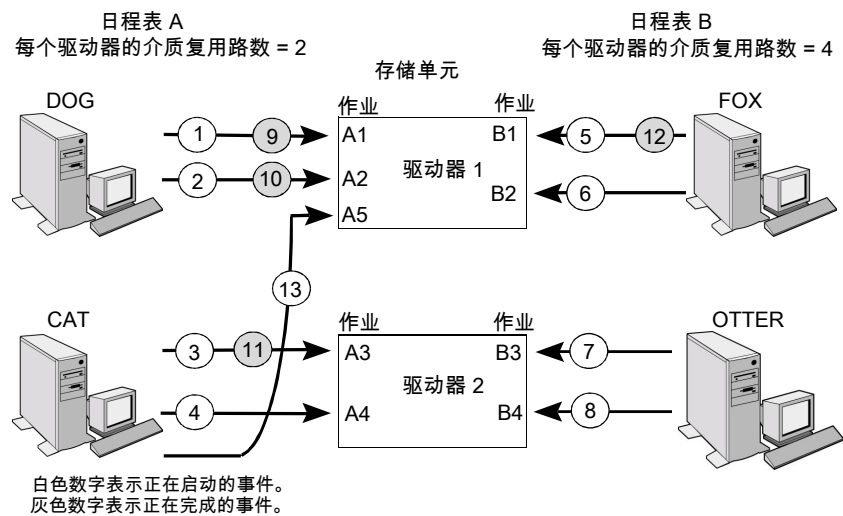 日程表 A
每个驱动器的介质复用路数 = 2
日程表 B
每个驱动器的介质复用路数 = 4
存储单元
DOG
作业
作业
FOX
1
9
A1
B1
5
12
驱动器 1
2
10
A2
B2
6
A5
13
CAT
作业
作业
OTTER
3
11
A3
B3
7
驱动器 2
4
A4
B4
8
白色数字表示正在启动的事件。
灰色数字表示正在完成的事件。